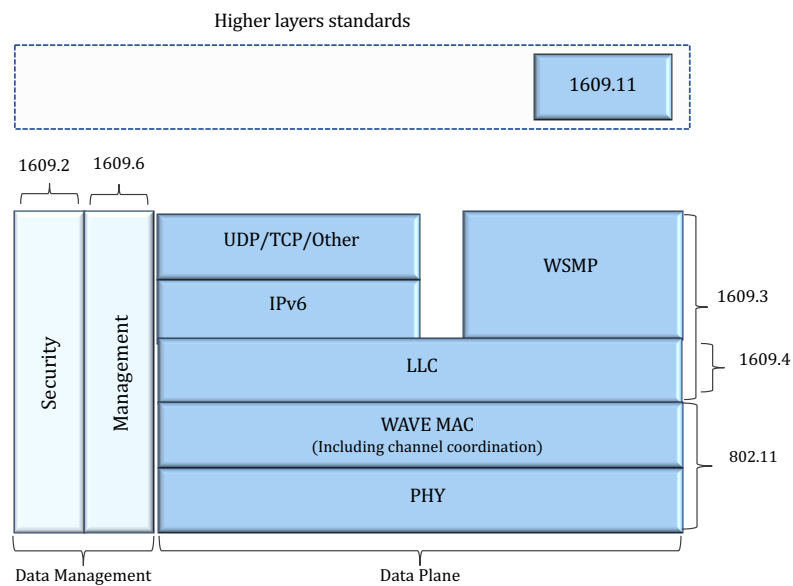 Higher layers standards
1609.11
1609.2
1609.6
UDP/TCP/Other
WSMP
IPv6
1609.3
Security
Management
LLC
1609.4
WAVE MAC
(Including channel coordination)
802.11
PHY
Data Management
Data Plane